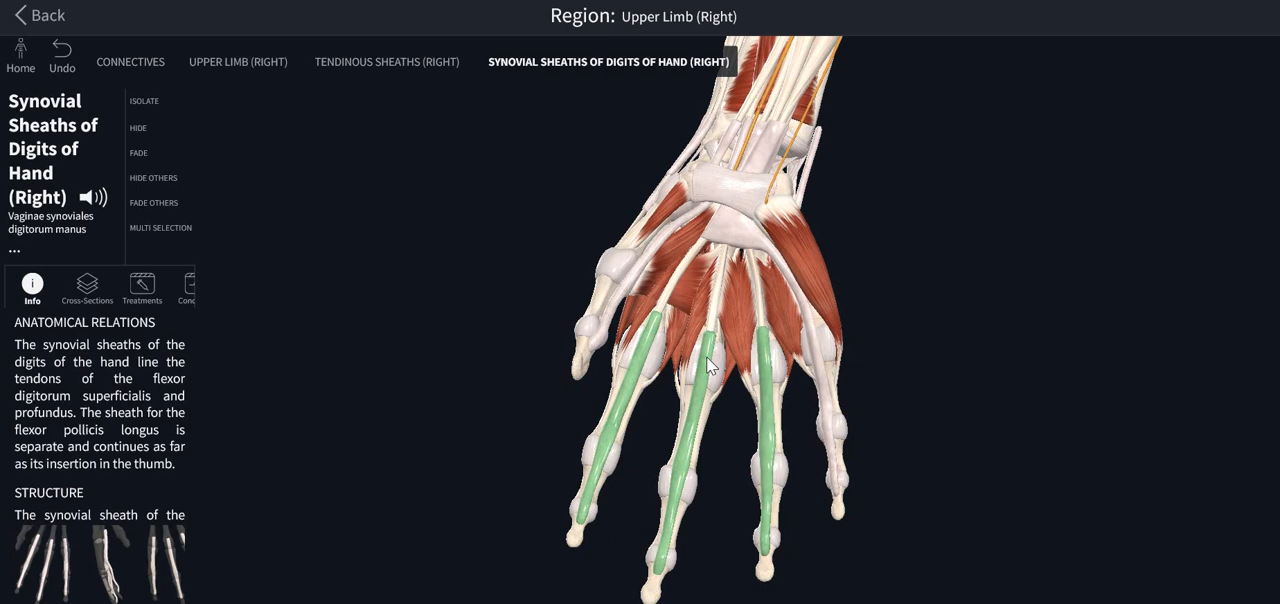 Back
Region: Upper Limb (Right)
Home
Undo
CONNECTIVES
UPPER LIMB (RIGHT)
TENDINOUS SHEATHS (RIGHT)
SYNOVIAL SHEATHS OF DIGITS OF HAND (RIGHT)
Synovial
Sheaths of
Digits of
Hand
(Right)
Vaginae synoviales
digitorum manus
...
ISOLATE
HIDE
FADE
HIDE OTHERS
FADE OTHERS
MULTI SELECTION
Info
Cross-Sections
Treatments
ANATOMICAL RELATIONS
The synovial sheaths of the
digits of the hand line the
tendons of the flexor
digitorum superficialis and
profundus. The sheath for the
flexor pollicis longus is
separate and continues as far
as its insertion in the thumb.
STRUCTURE
The synovial sheath of the